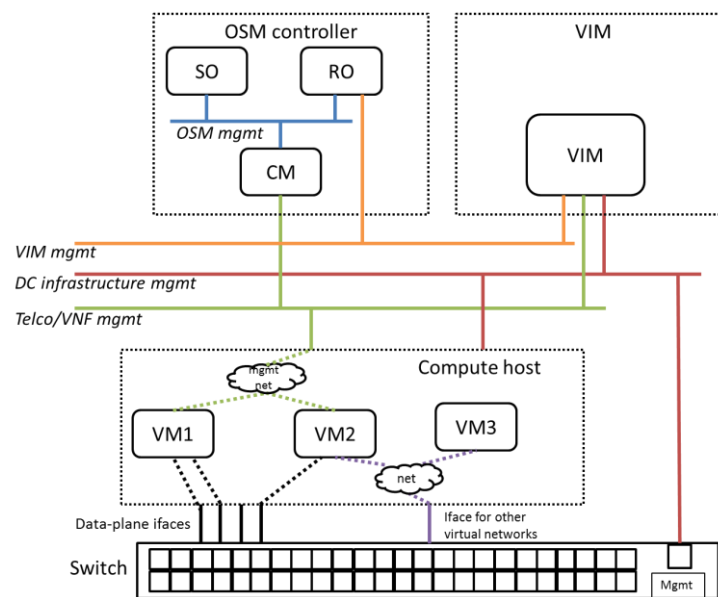 OSM controller
VIM
SO
RO
OSM mgmt
CM
VIM
VIM mgmt
DC infrastructure mgmt
Telco/VNF mgmt
mgmt
net
Compute host
VM1
VM2
VM3
net
Data-plane ifaces
Iface for other
virtual networks
Switch
Mgmt